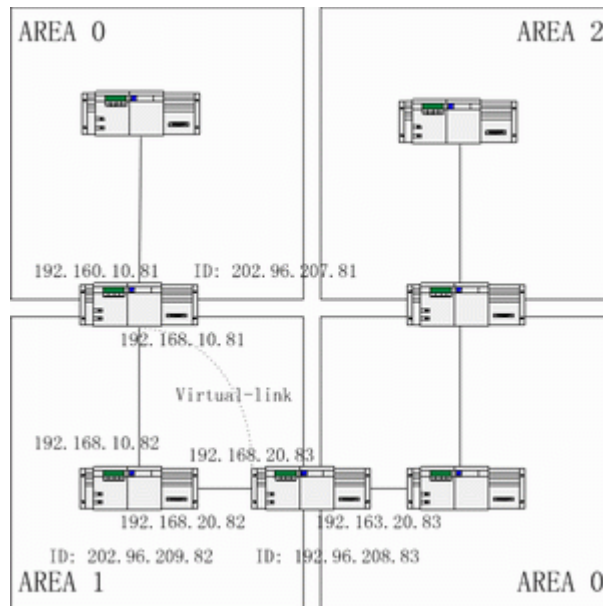 AREA 0
AREA 2
192.160.10.81 ID: 202.96.207.81
192.168.10.81
Virtual-link
192.168.10.82
192.168.20.83
192.168.20.82
192.163.20.83
ID: 202.96.209.82
ID: 192.96.208.83
AREA 1
AREA 0